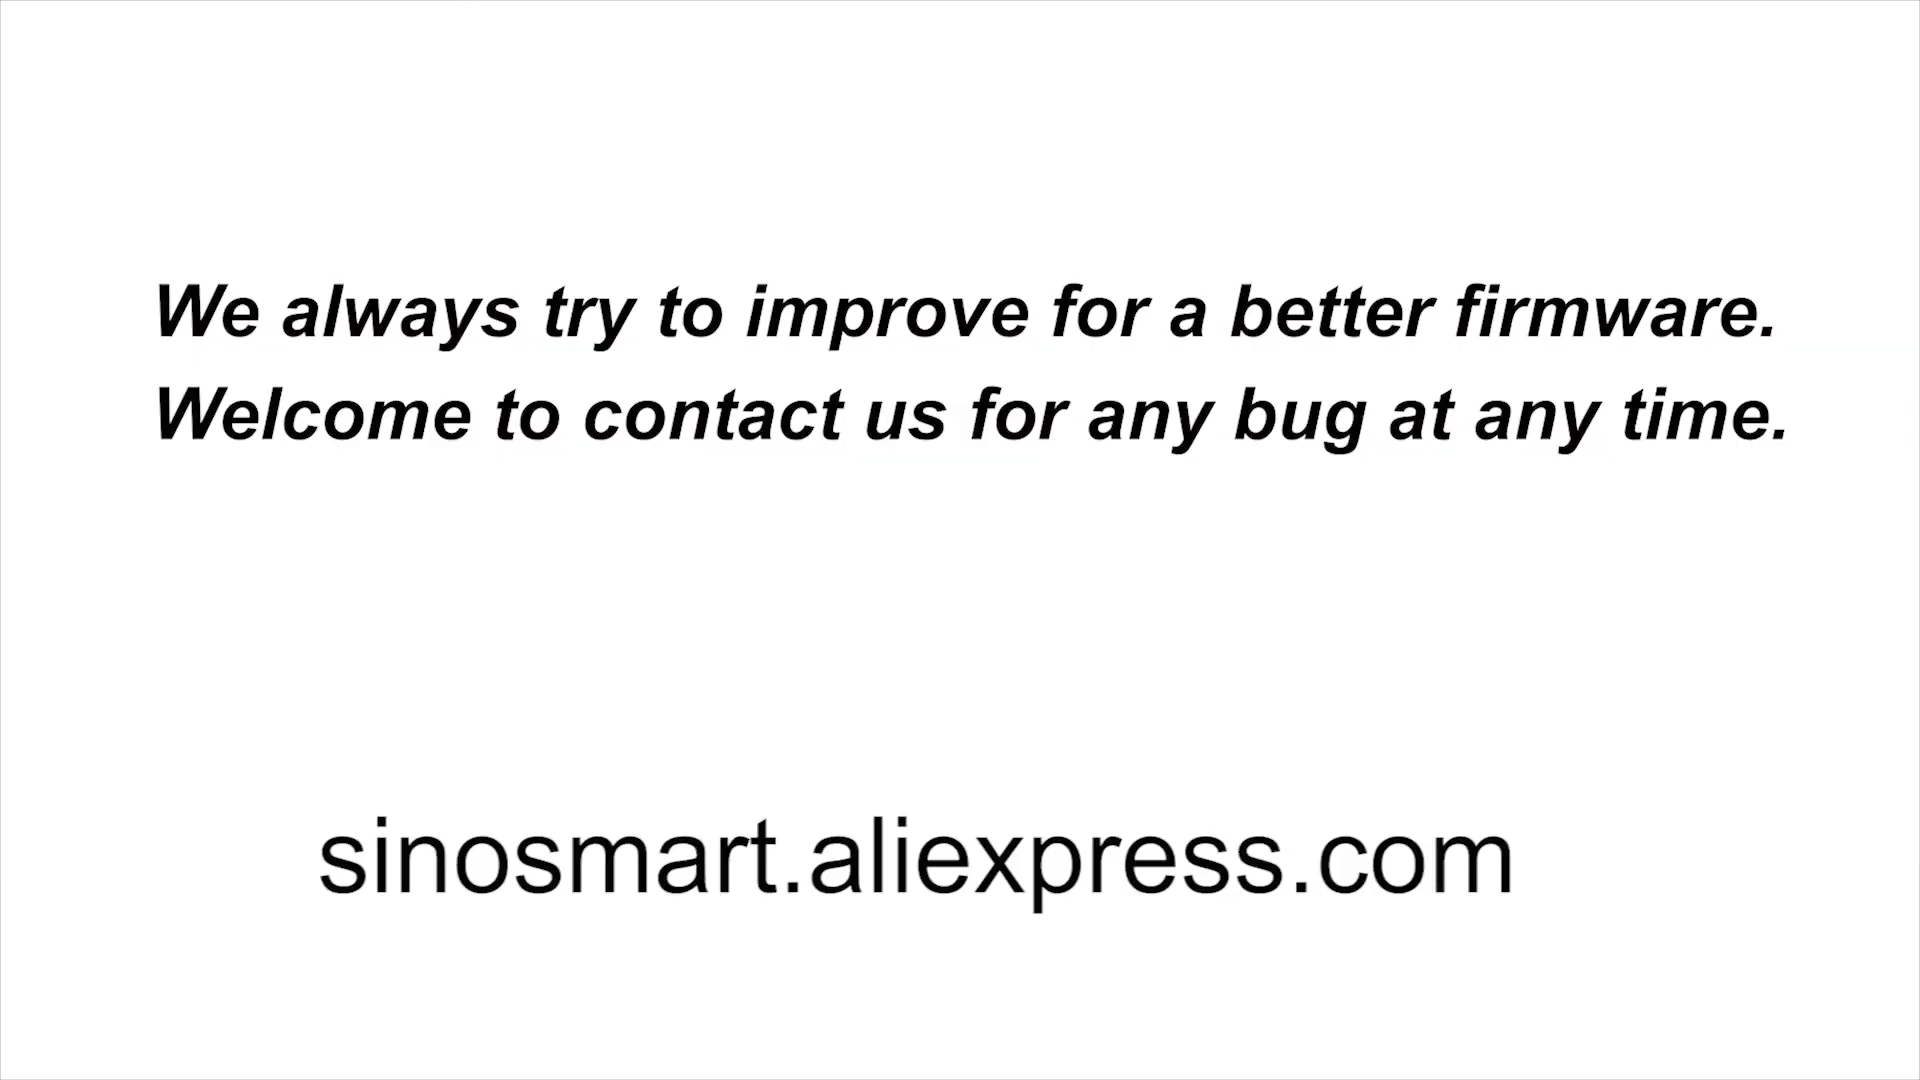 We always try to improve for a better firmware.
Welcome to contact us for any bug at any time.
sinosmart.aliexpress.com